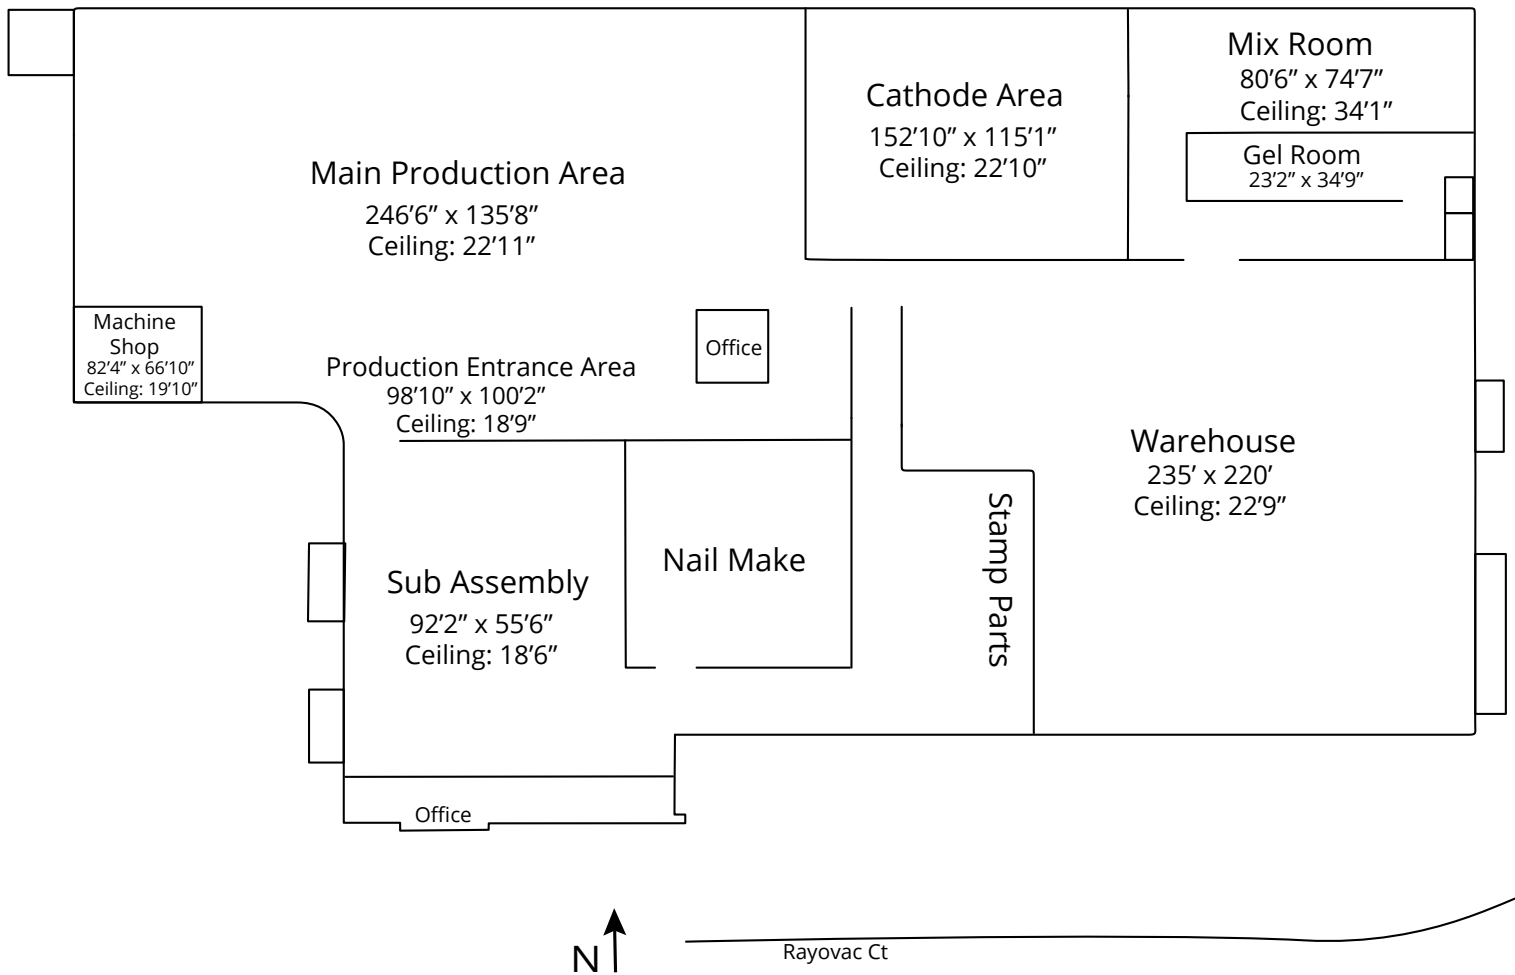 Mix Room
80’6” x 74’7”
Ceiling: 34’1”
Cathode Area
152’10” x 115’1”
Ceiling: 22’10”
Gel Room
23’2” x 34’9”
Main Production Area
246’6” x 135’8”
Ceiling: 22’11”
Machine
Shop
82’4” x 66’10”
Ceiling: 19’10”
Office
Production Entrance Area
98’10” x 100’2”
Ceiling: 18’9”
Warehouse
235’ x 220’
Ceiling: 22’9”
Stamp Parts
Nail Make
Sub Assembly
92’2” x 55’6”
Ceiling: 18’6”
Office
N
Rayovac Ct